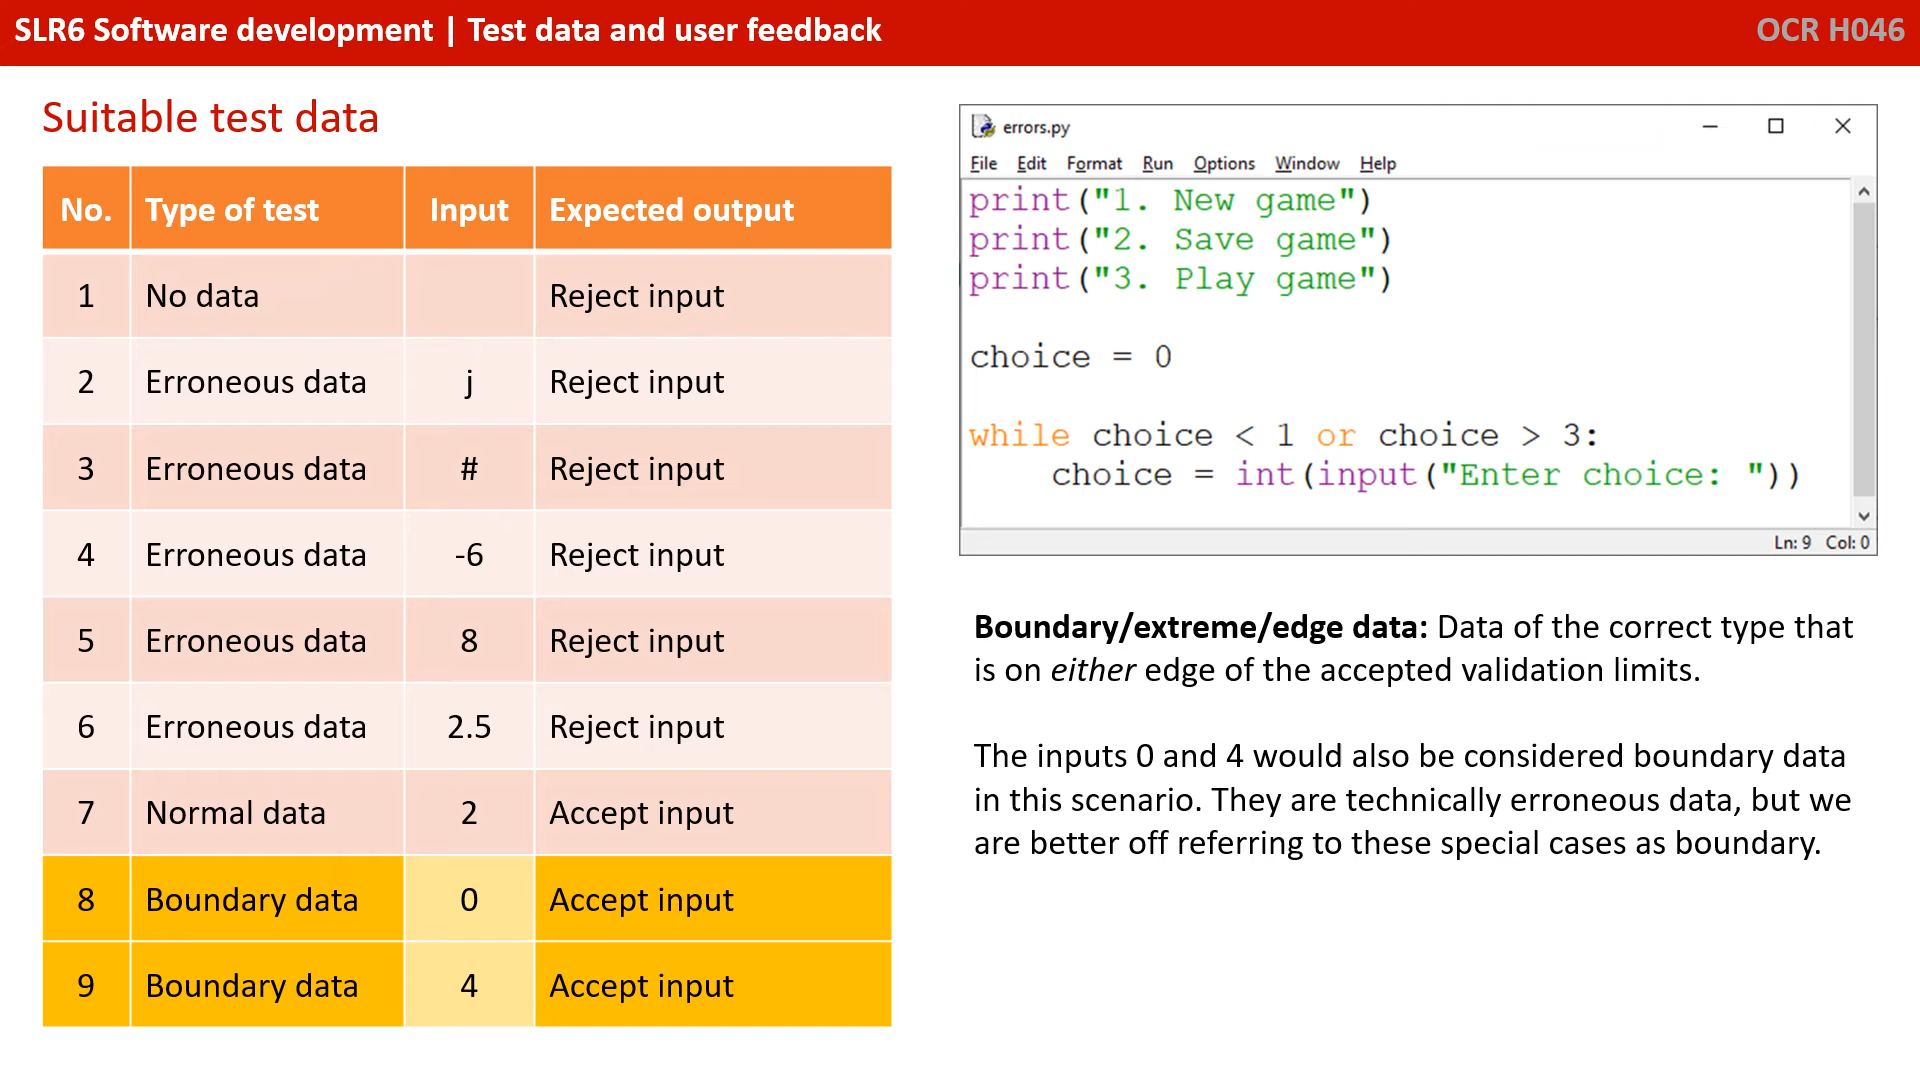 SLR6 Software development | Test data and user feedback
OCR H046
Suitable test data
No. Type of test Input Expected output
1 No data Reject input
2 Erroneous data j Reject input
3 Erroneous data # Reject input
4 Erroneous data -6 Reject input
5 Erroneous data 8 Reject input
6 Erroneous data 2.5 Reject input
7 Normal data 2 Accept input
8 Boundary data 0 Accept input
9 Boundary data 4 Accept input
errors.py
File Edit Format Run Options Window Help
print("1. New game")
print("2. Save game")
print("3. Play game")
choice = 0
while choice < 1 or choice > 3:
    choice = int(input("Enter choice: "))
Ln: 9 Col: 0
Boundary/extreme/edge data: Data of the correct type that
is on either edge of the accepted validation limits.
The inputs 0 and 4 would also be considered boundary data
in this scenario. They are technically erroneous data, but we
are better off referring to these special cases as boundary.